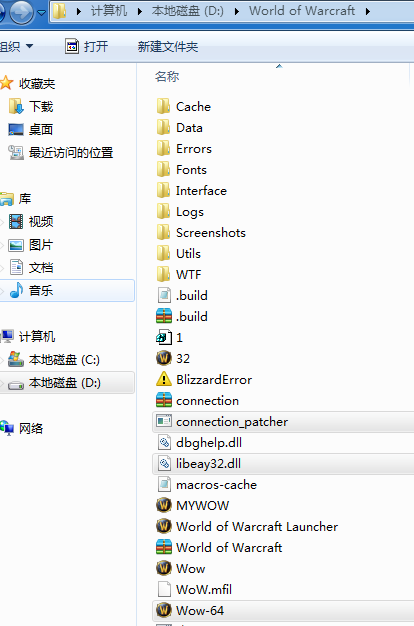 计算机 本地磁盘 (D:) World of Warcraft
组织 打开 新建文件夹
收藏夹
下载
桌面
最近访问的位置
库
视频
图片
文档
音乐
计算机
本地磁盘 (C:)
本地磁盘 (D:)
网络
名称
Cache
Data
Errors
Fonts
Interface
Logs
Screenshots
Utils
WTF
.build
.build
1
32
BlizzardError
connection
connection_patcher
dbghelp.dll
libeay32.dll
macros-cache
MYWOW
World of Warcraft Launcher
World of Warcraft
Wow
WoW.mfil
Wow-64